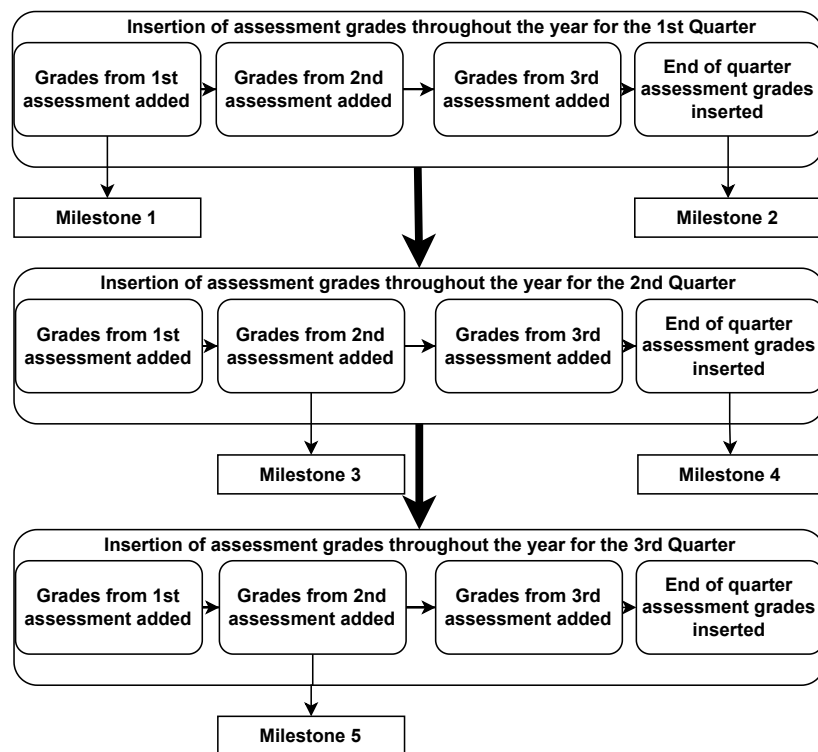 Insertion of assessment grades throughout the year for the 1st Quarter
Grades from 1st
assessment added
Grades from 2nd
assessment added
Grades from 3rd
assessment added
End of quarter
assessment grades
inserted
Milestone 1
Milestone 2
Insertion of assessment grades throughout the year for the 2nd Quarter
Grades from 1st
assessment added
Grades from 2nd
assessment added
Grades from 3rd
assessment added
End of quarter
assessment grades
inserted
Milestone 3
Milestone 4
Insertion of assessment grades throughout the year for the 3rd Quarter
Grades from 1st
assessment added
Grades from 2nd
assessment added
Grades from 3rd
assessment added
End of quarter
assessment grades
inserted
Milestone 5